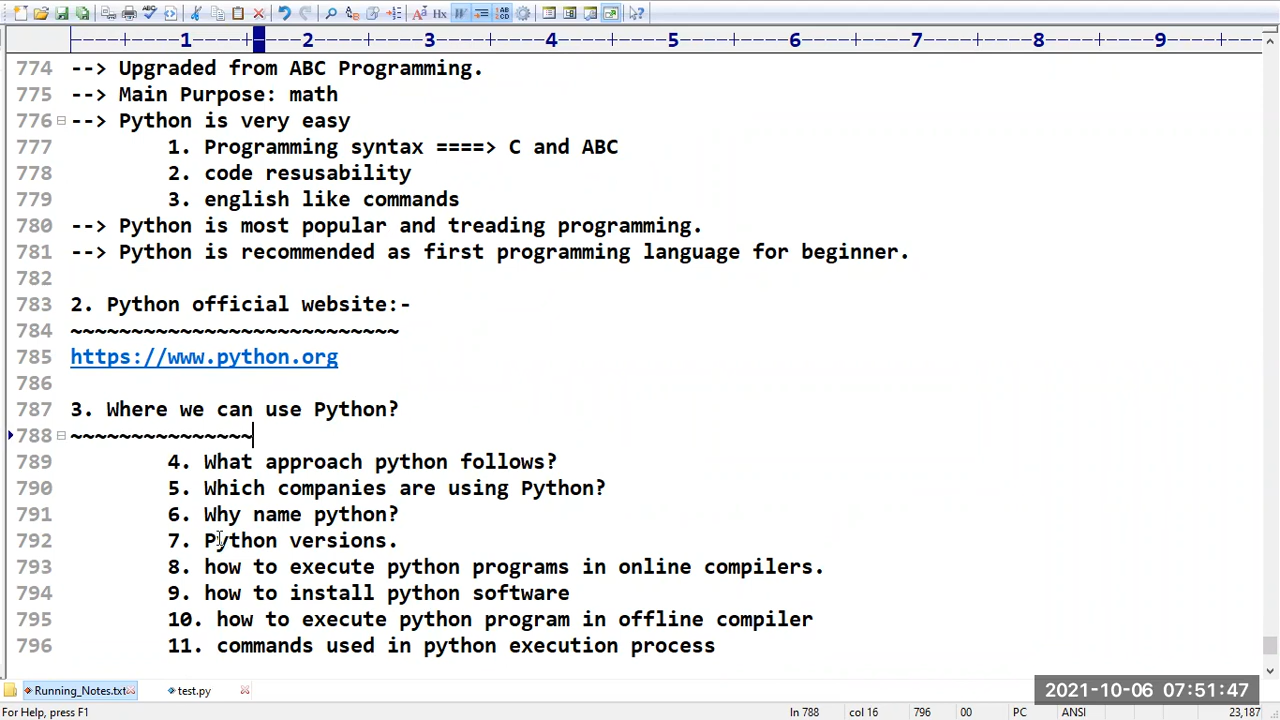 1 2 3 4 5 6 7 8 9
774 --> Upgraded from ABC Programming.
775 --> Main Purpose: math
776 --> Python is very easy
777 1. Programming syntax ====> C and ABC
778 2. code resusability
779 3. english like commands
780 --> Python is most popular and treading programming.
781 --> Python is recommended as first programming language for beginner.
782
783 2. Python official website:-
784 ~~~~~~~~~~~~~~~~~~~~~~~~~~~
785 https://www.python.org
786
787 3. Where we can use Python?
788 ~~~~~~~~~~~~~~~
789 4. What approach python follows?
790 5. Which companies are using Python?
791 6. Why name python?
792 7. Python versions.
793 8. how to execute python programs in online compilers.
794 9. how to install python software
795 10. how to execute python program in offline compiler
796 11. commands used in python execution process
Running_Notes.txt test.py
2021-10-06 07:51:47
For Help, press F1 ln 788 col 16 796 00 PC ANSI 23,187